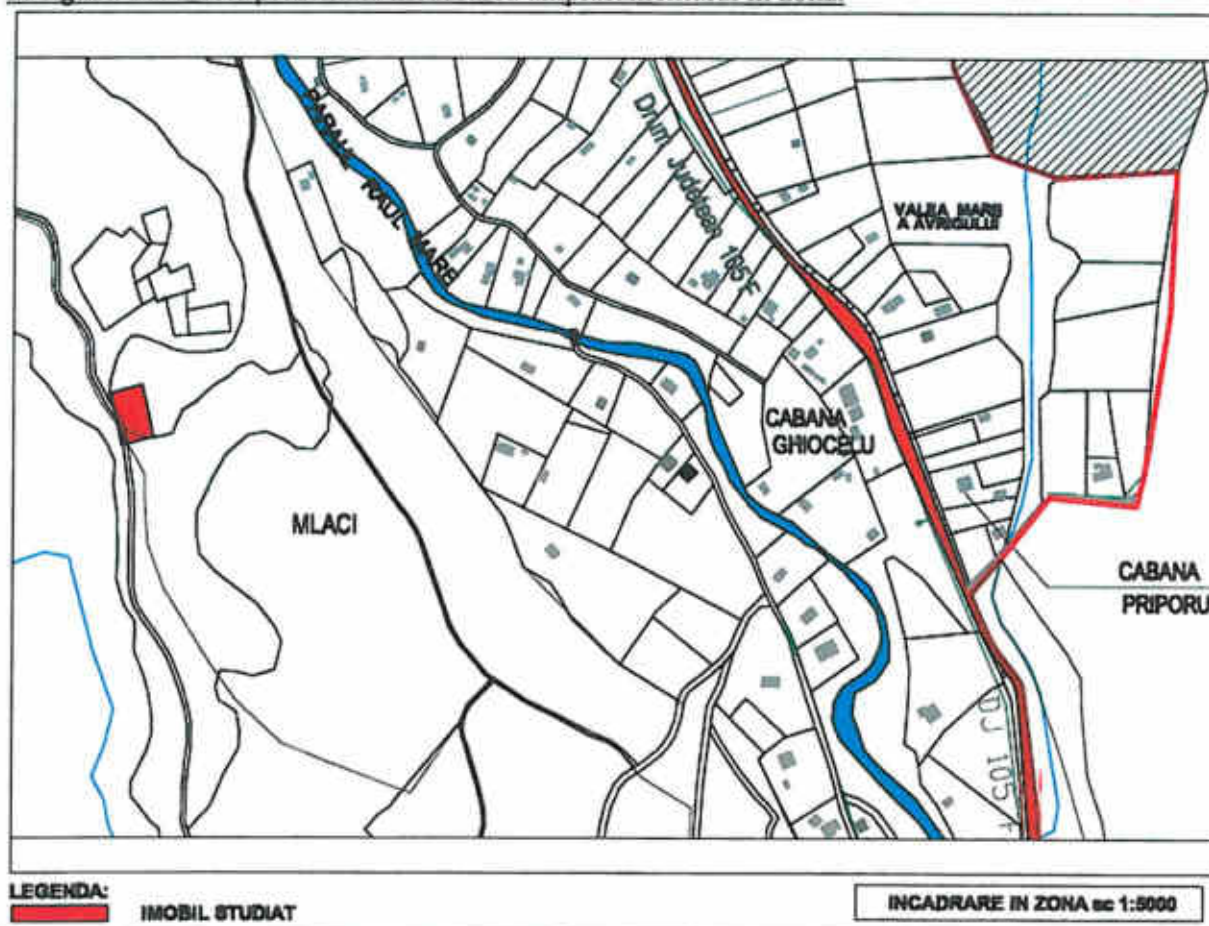 PARAUL RAUL MARE
Drum Judetean 105 F
VALEA MARE
A AVRIGULUI
CABANA
GHIOCELU
MLACI
CABANA
PRIPORU
DJ 105 F
LEGENDA:
IMOBIL STUDIAT
INCADRARE IN ZONA sc 1:5000